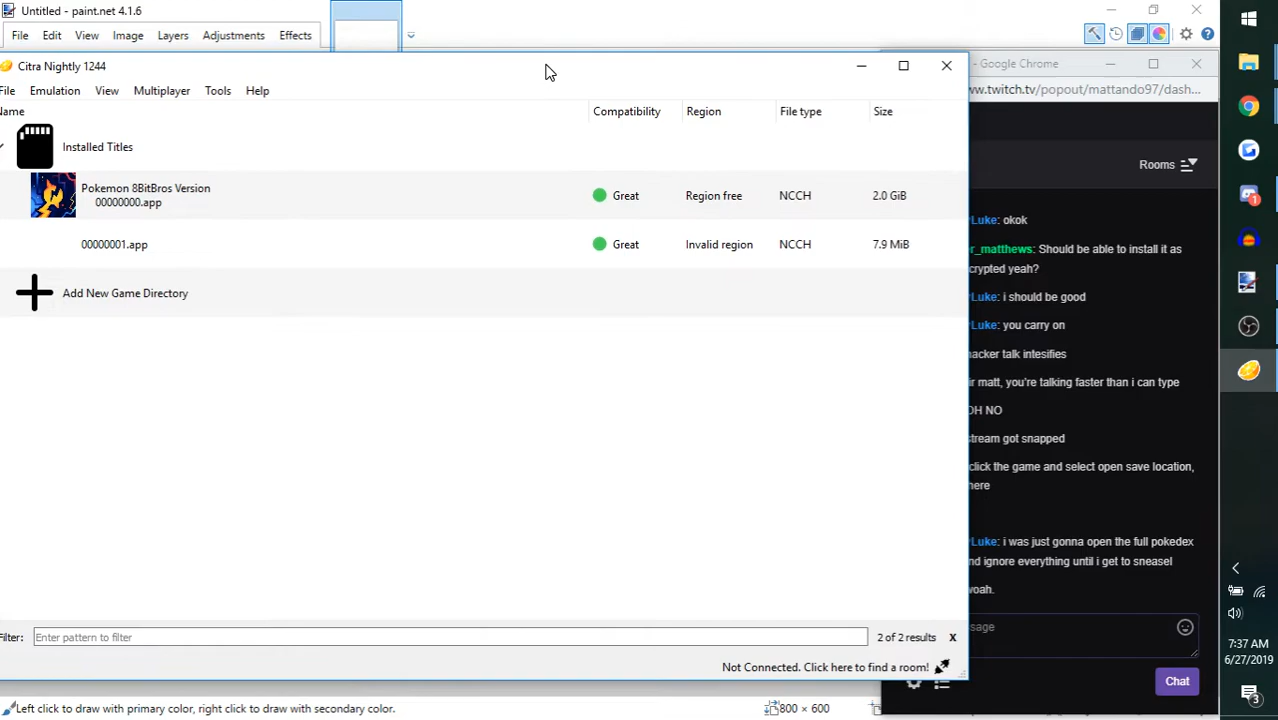 Untitled - paint.net 4.1.6
File Edit View Image Layers Adjustments Effects
Citra Nightly 1244
- Google Chrome
File Emulation View Multiplayer Tools Help
ww.twitch.tv/popout/mattando97/dash...
Name Compatibility Region File type Size
Installed Titles
Rooms
Pokemon 8BitBros Version
00000000.app
Great Region free NCCH 2.0 GiB
00000001.app Great Invalid region NCCH 7.9 MiB
Add New Game Directory
Luke: okok
er_matthews: Should be able to install it as
crypted yeah?
Luke: i should be good
Luke: you carry on
hacker talk intesifies
ir matt, you're talking faster than i can type
OH NO
stream got snapped
click the game and select open save location,
here
Luke: i was just gonna open the full pokedex
nd ignore everything until i get to sneasel
woah.
ssage
Chat
Filter: Enter pattern to filter 2 of 2 results X
Not Connected. Click here to find a room!
Left click to draw with primary color, right click to draw with secondary color. 800 × 600
1
7:37 AM
6/27/2019
3